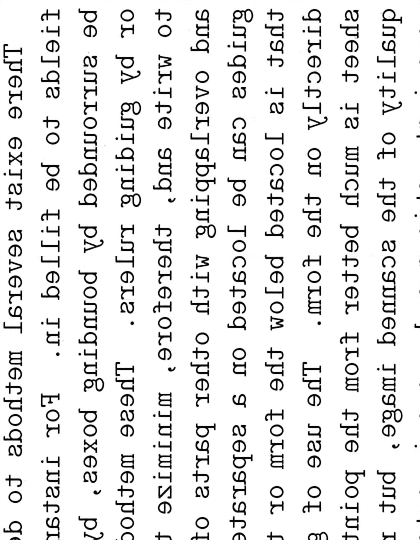 There exist several methods to de
fields to be filled in. For instan
be surrounded by bounding boxes, by
or by guiding rulers. These method
to write and, therefore, minimize t
and overlapping with other parts o
guides can be located on a separate
that is located below the form or
directly on the form. The use of g
sheet is much better from the point
quality of the scanned image, but r